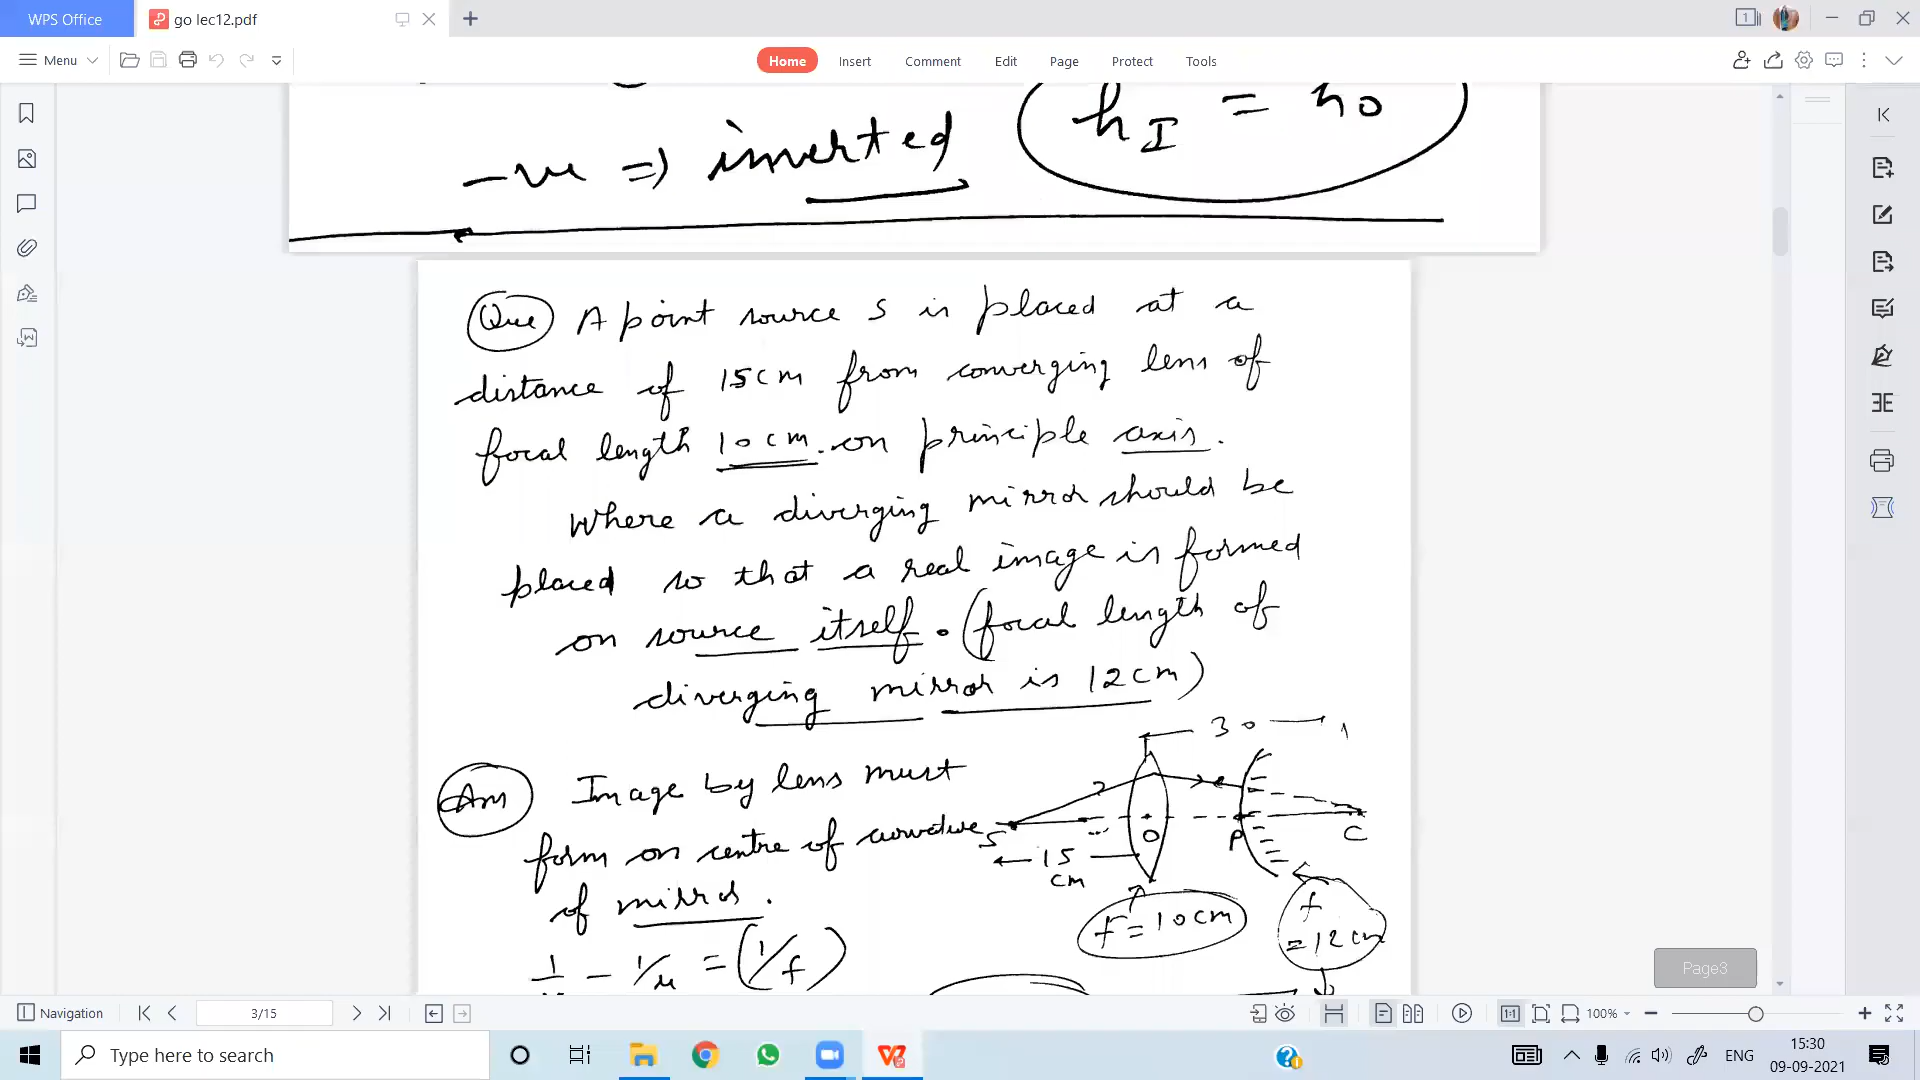 WPS Office
go lec12.pdf
1
Menu
Home
Insert
Comment
Edit
Page
Protect
Tools
-ve => inverted
h_I = h_o
Que A point source S is placed at a
distance of 15cm from converging lens of
focal length 10cm. on principle axis.
Where a diverging mirror should be
placed so that a real image is formed
on source itself. (focal length of
diverging mirror is 12cm)
30
Ans Image by lens must
form on centre of curvature
of mirror.
S
O
P
C
15
cm
f = 10cm
f
= 12cm
- 1/u = (1/f)
Page3
Navigation
3/15
1:1
100%
Type here to search
ENG
15:30
09-09-2021